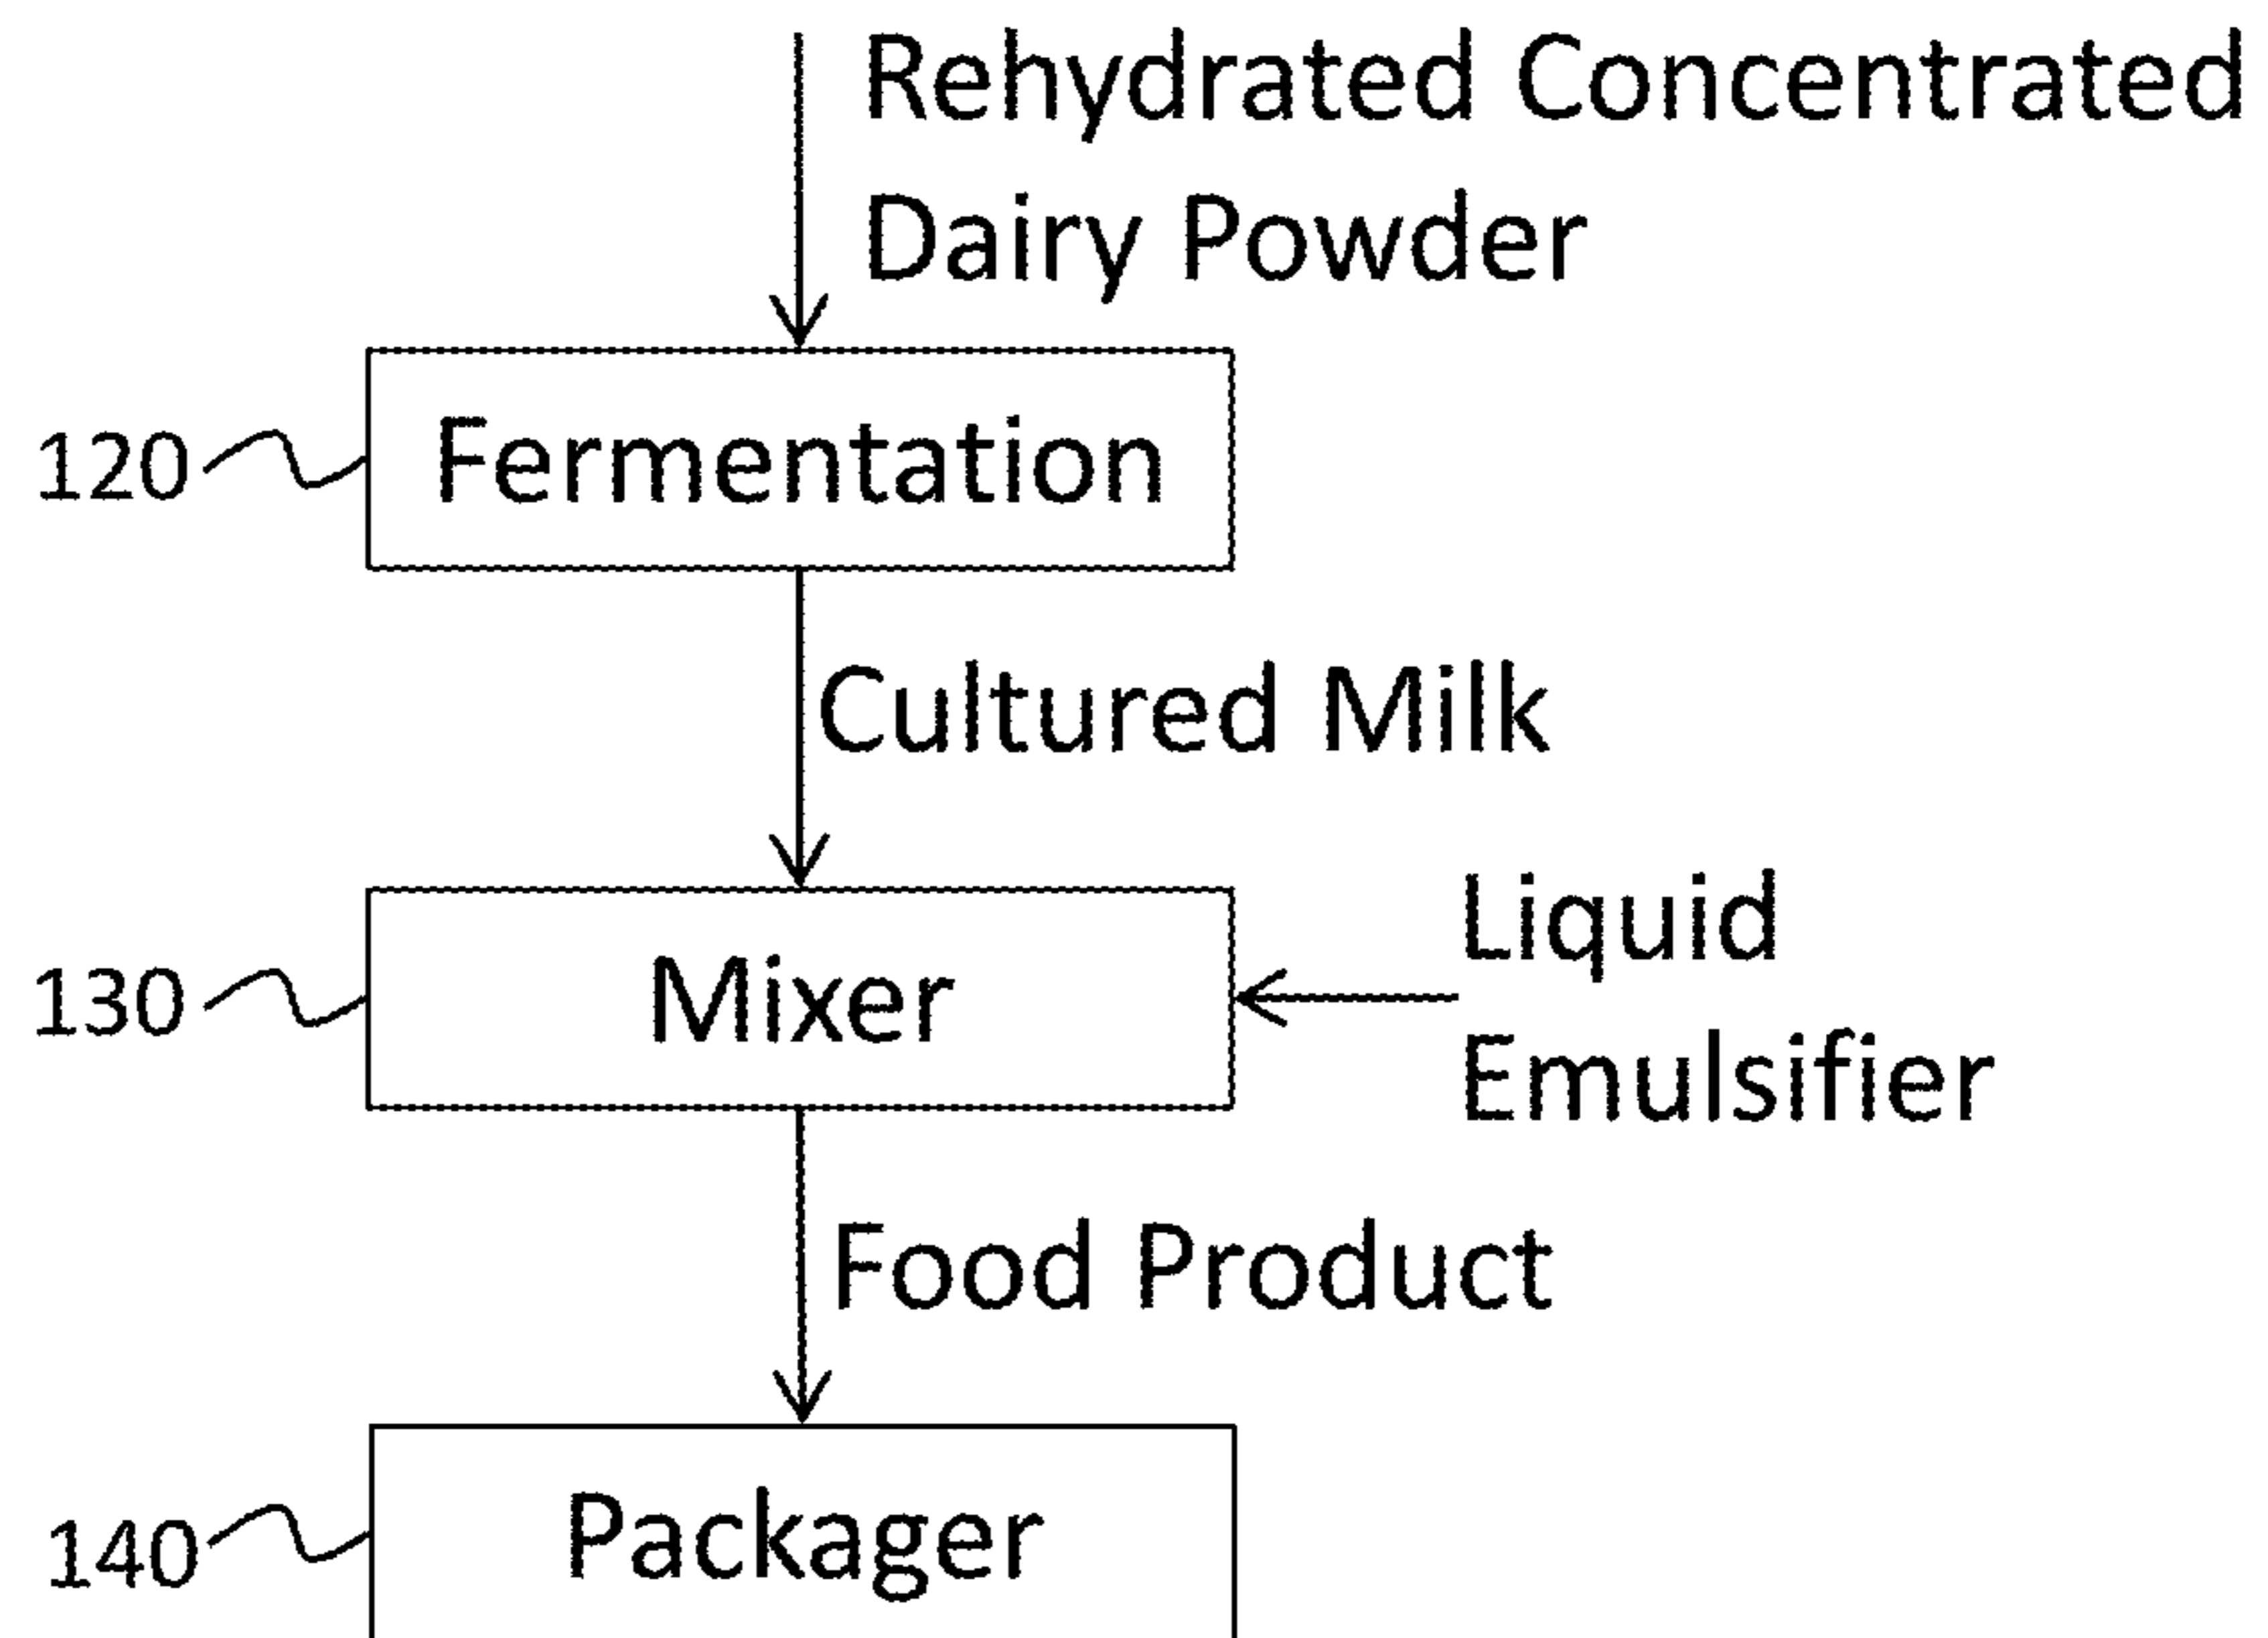 Rehydrated Concentrated
Dairy Powder
120
Fermentation
Cultured Milk
130
Mixer
Liquid
Emulsifier
Food Product
140
Packager